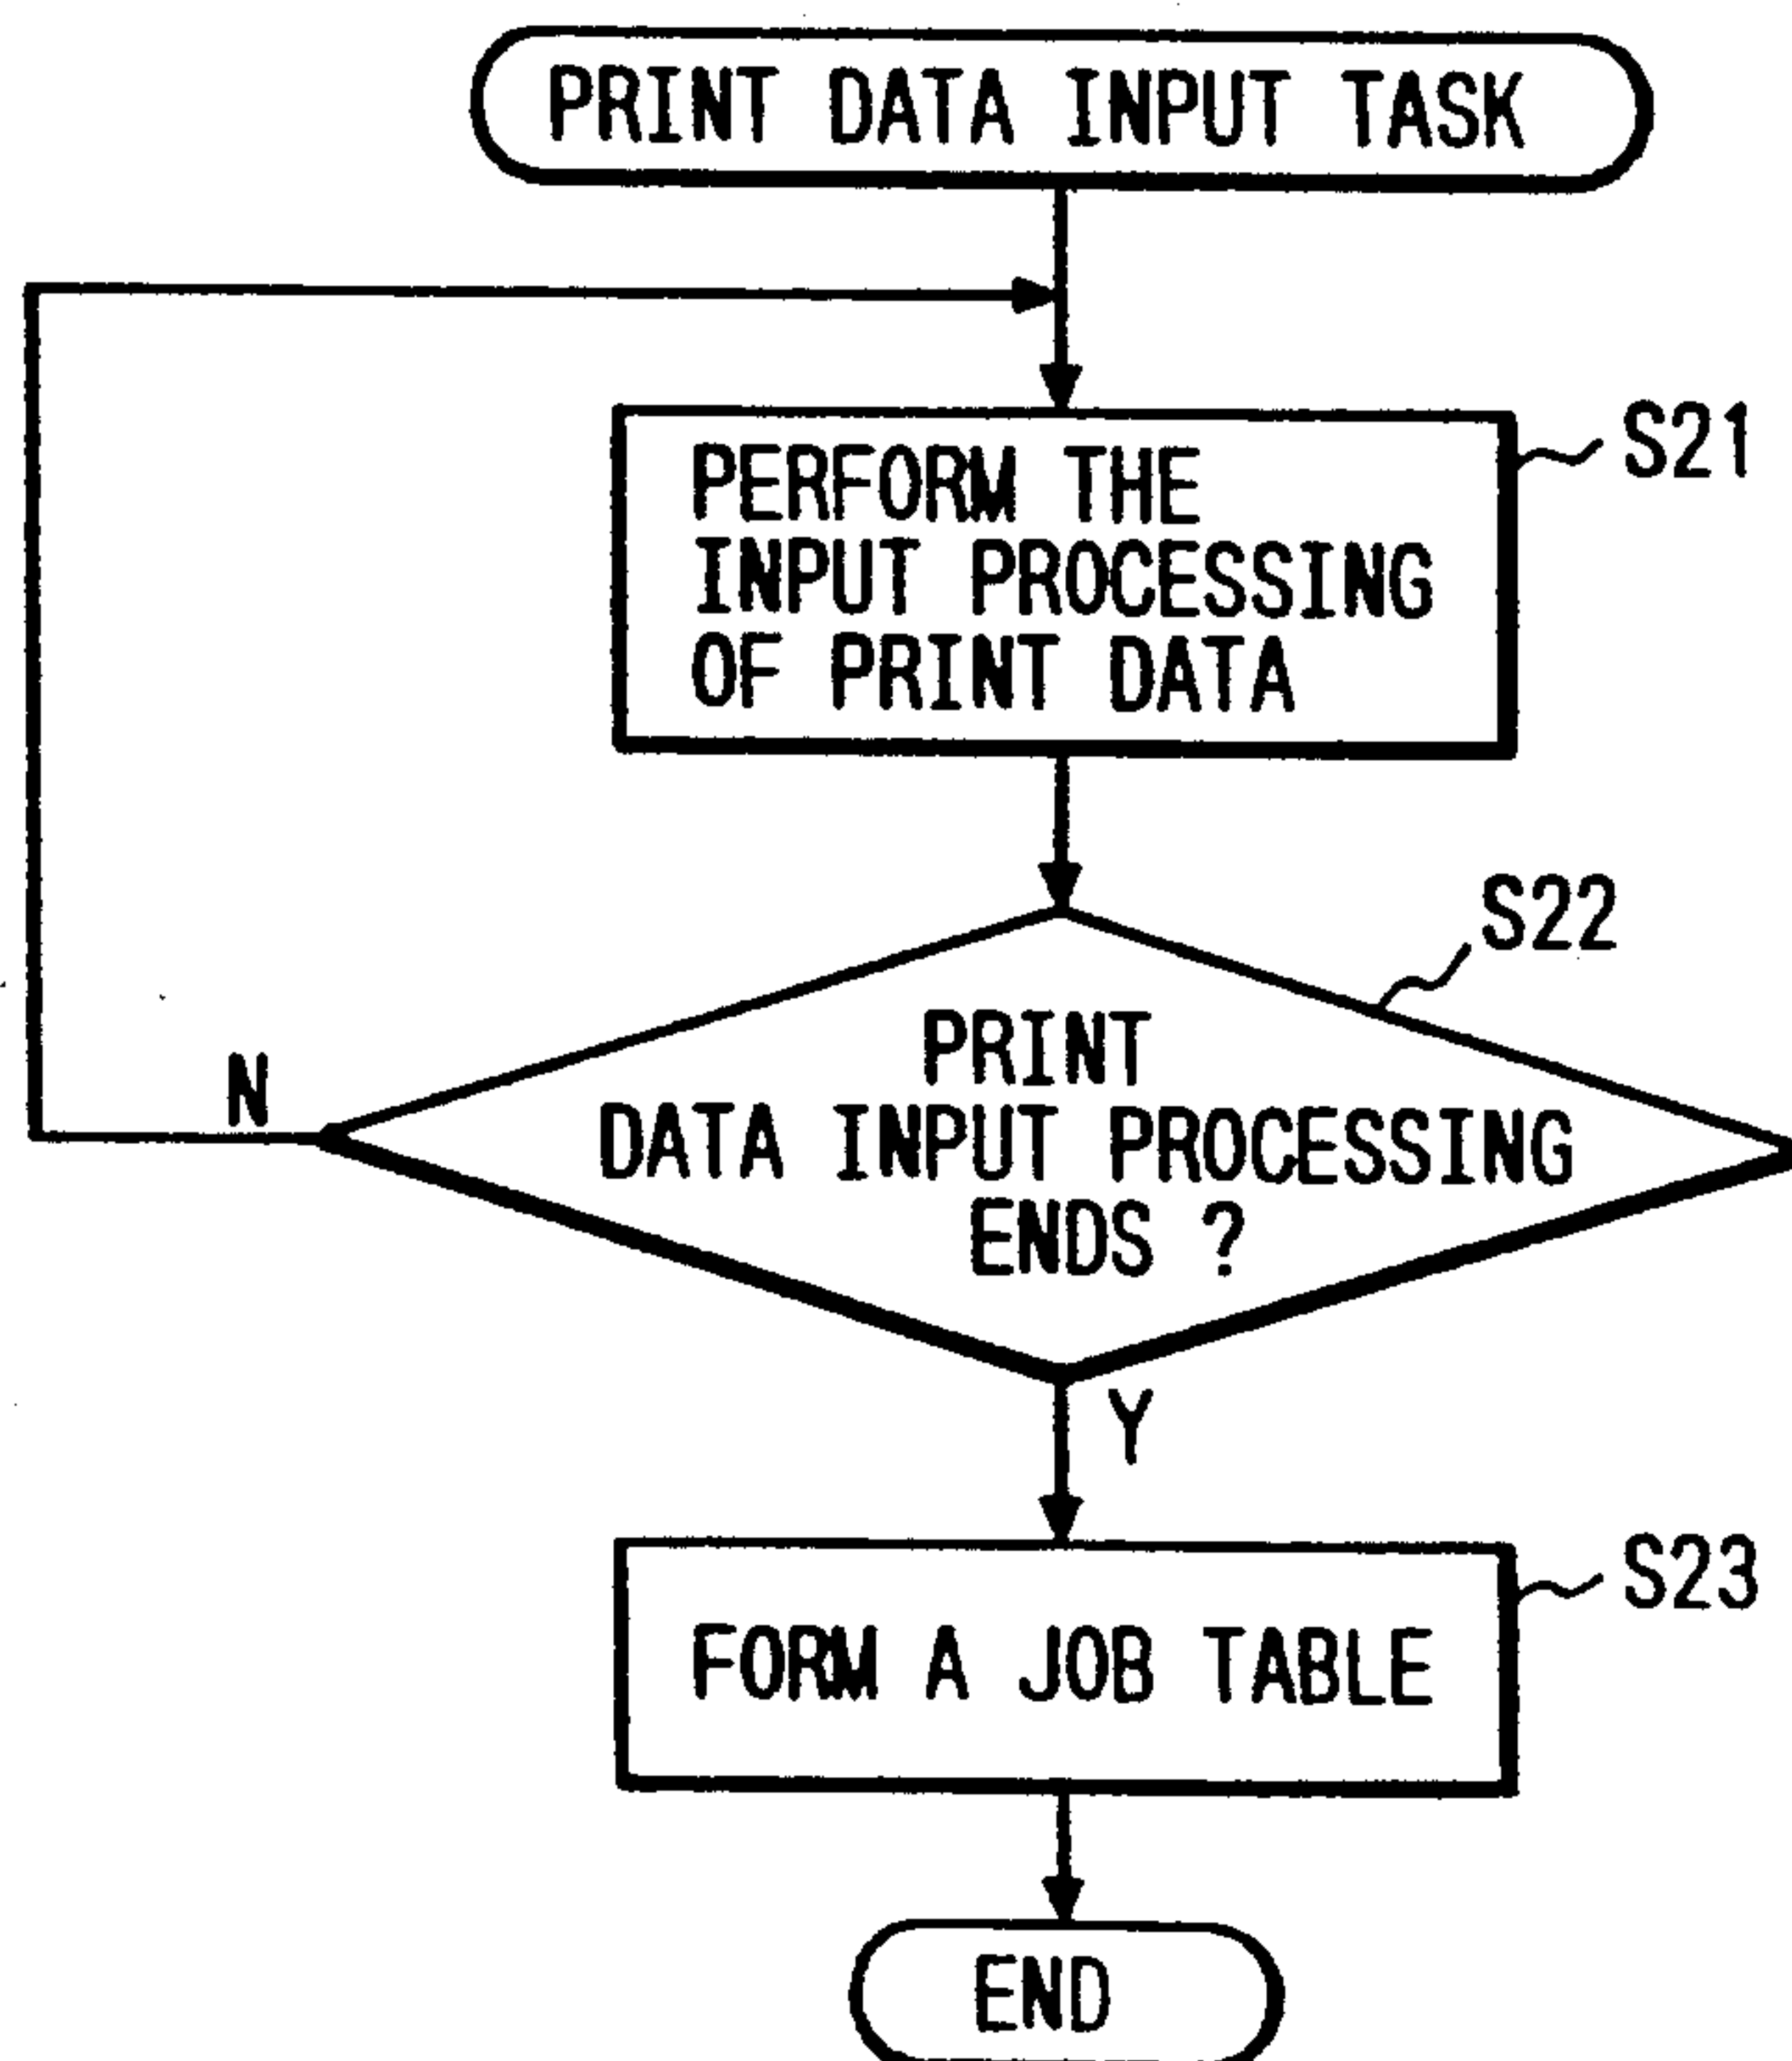 PRINT DATA INPUT TASK
PERFORM THE
INPUT PROCESSING
OF PRINT DATA
S21
S22
PRINT
DATA INPUT PROCESSING
ENDS ?
N
Y
FORM A JOB TABLE
S23
END